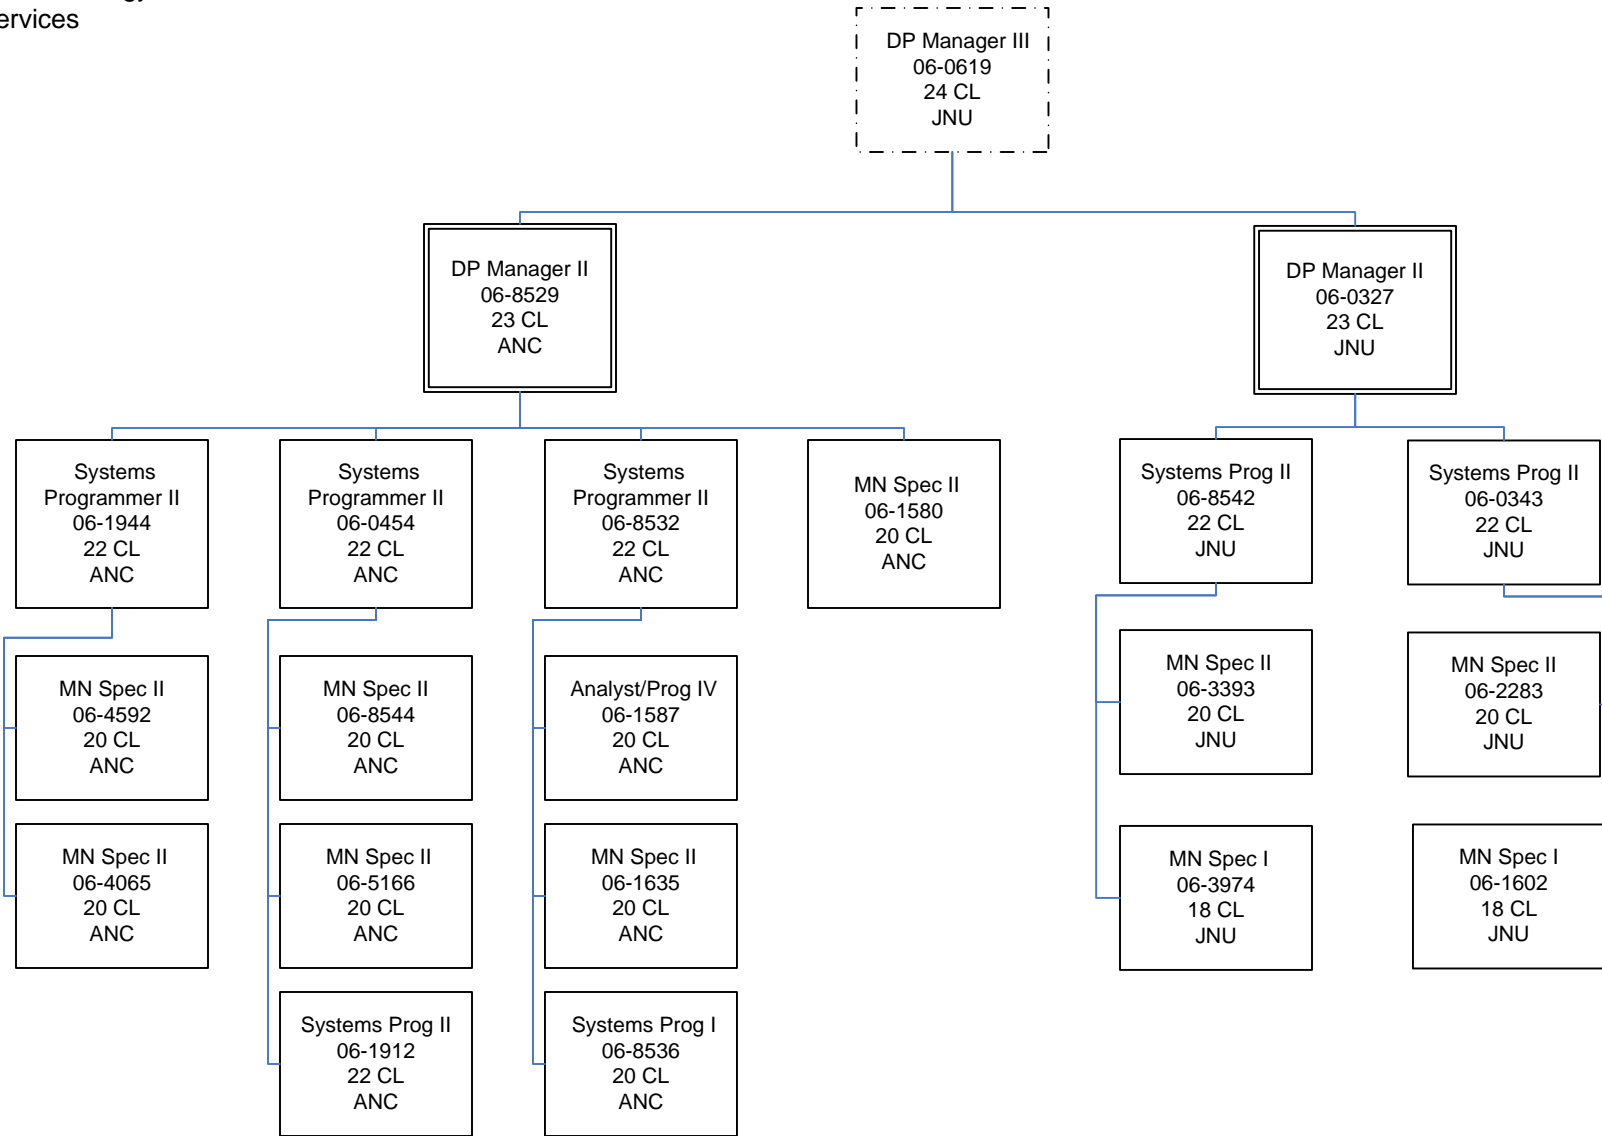 ervices
DP Manager III
06-0619
24 CL
JNU
DP Manager II
06-8529
23 CL
ANC
DP Manager II
06-0327
23 CL
JNU
Systems
Programmer II
06-1944
22 CL
ANC
Systems
Programmer II
06-0454
22 CL
ANC
Systems
Programmer II
06-8532
22 CL
ANC
MN Spec II
06-1580
20 CL
ANC
Systems Prog II
06-8542
22 CL
JNU
Systems Prog II
06-0343
22 CL
JNU
MN Spec II
06-4592
20 CL
ANC
MN Spec II
06-8544
20 CL
ANC
Analyst/Prog IV
06-1587
20 CL
ANC
MN Spec II
06-3393
20 CL
JNU
MN Spec II
06-2283
20 CL
JNU
MN Spec II
06-4065
20 CL
ANC
MN Spec II
06-5166
20 CL
ANC
MN Spec II
06-1635
20 CL
ANC
MN Spec I
06-3974
18 CL
JNU
MN Spec I
06-1602
18 CL
JNU
Systems Prog II
06-1912
22 CL
ANC
Systems Prog I
06-8536
20 CL
ANC